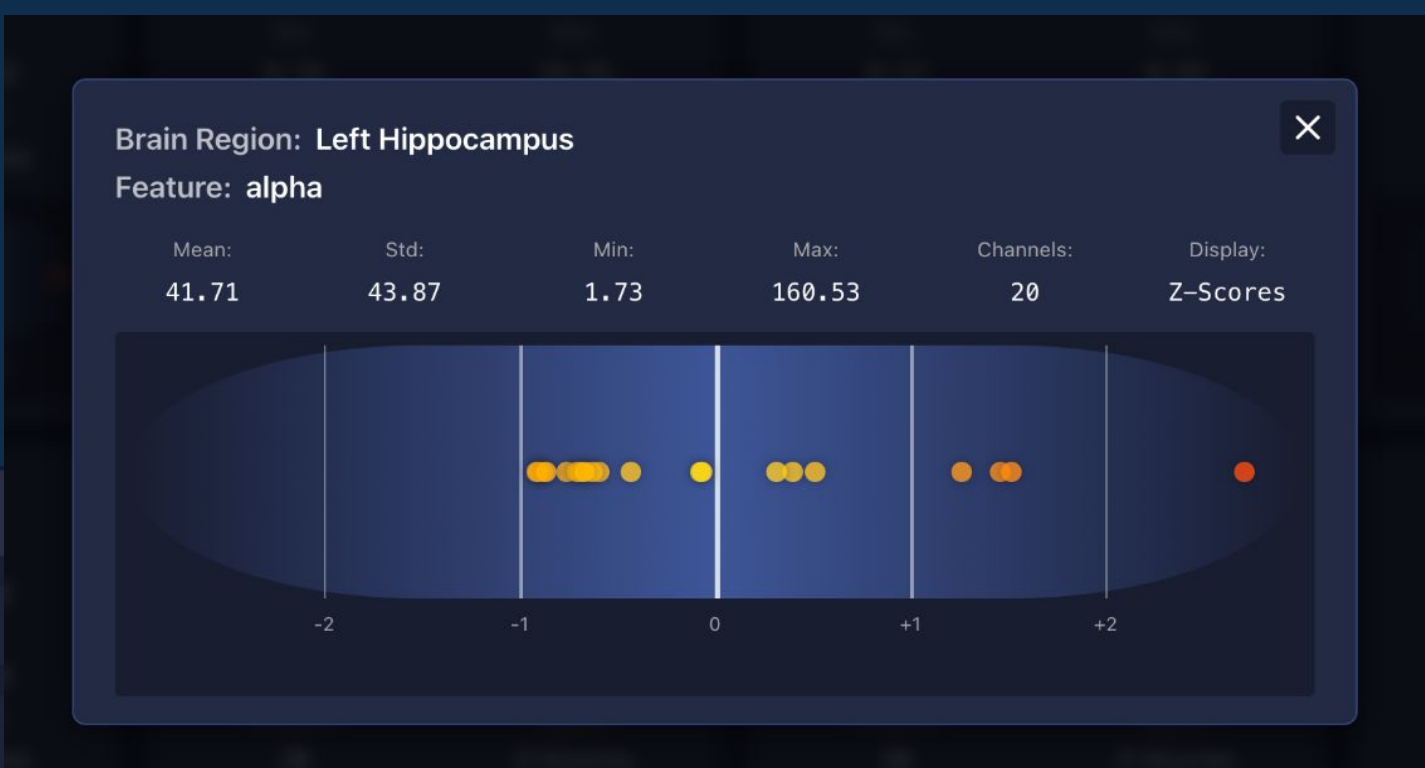 Brain Region: Left Hippocampus
Feature: alpha
Mean: Std: Min: Max: Channels: Display:
41.71 43.87 1.73 160.53 20 Z-Scores
-2 -1 0 +1 +2